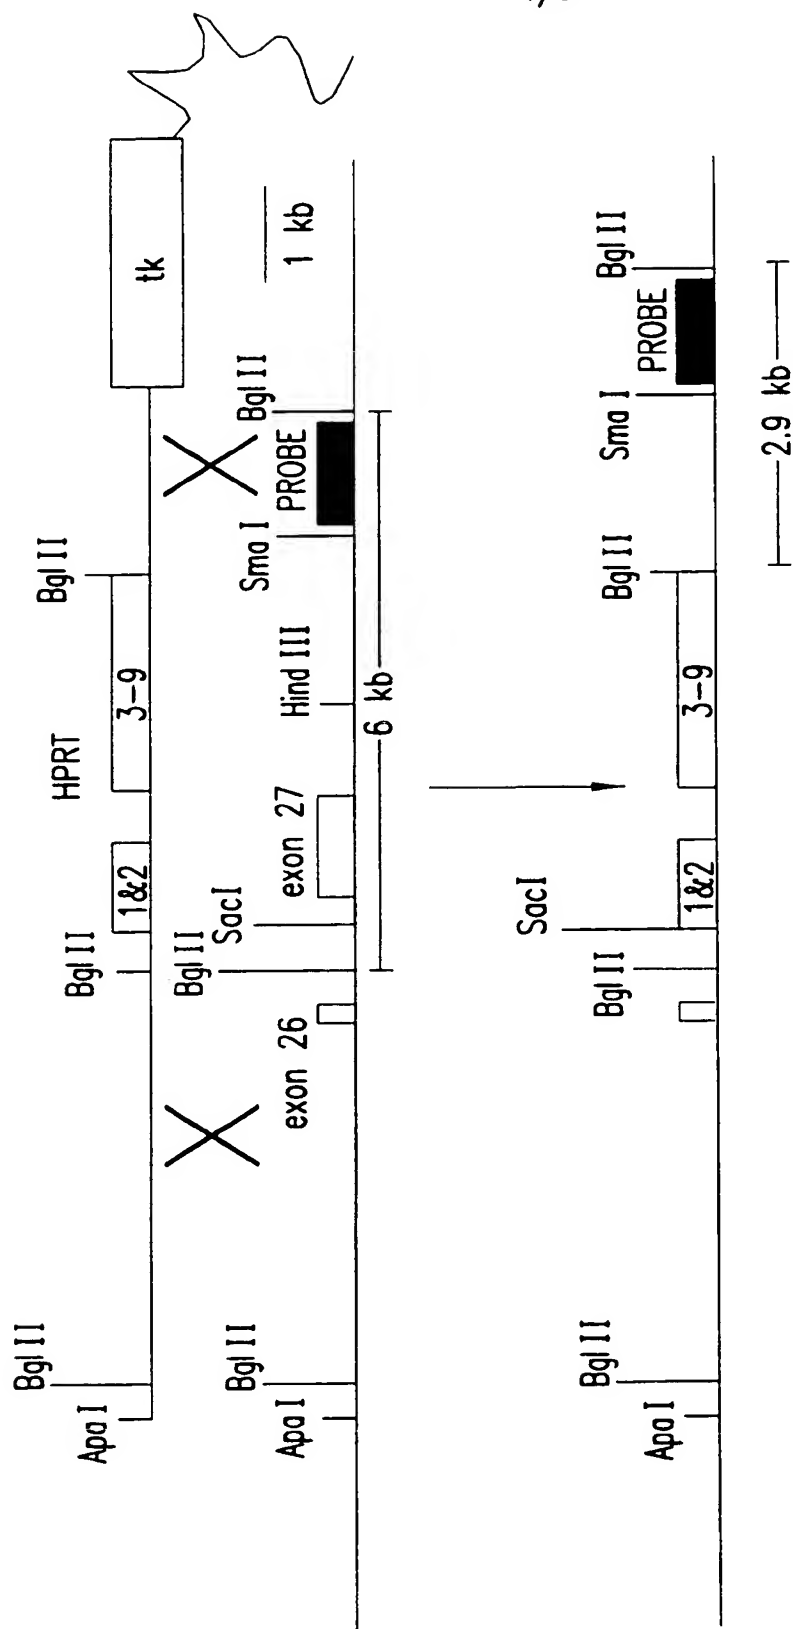 Apa I
Bgl II
Bgl II
1&2
HPRT
3-9
Bgl II
tk
Apa I
Bgl II
exon 26
Bgl II
SacI
exon 27
Hind III
Sma I
PROBE
Bgl II
1 kb
6 kb
Apa I
Bgl II
Bgl II
SacI
1&2
3-9
Bgl II
Sma I
PROBE
Bgl II
2.9 kb